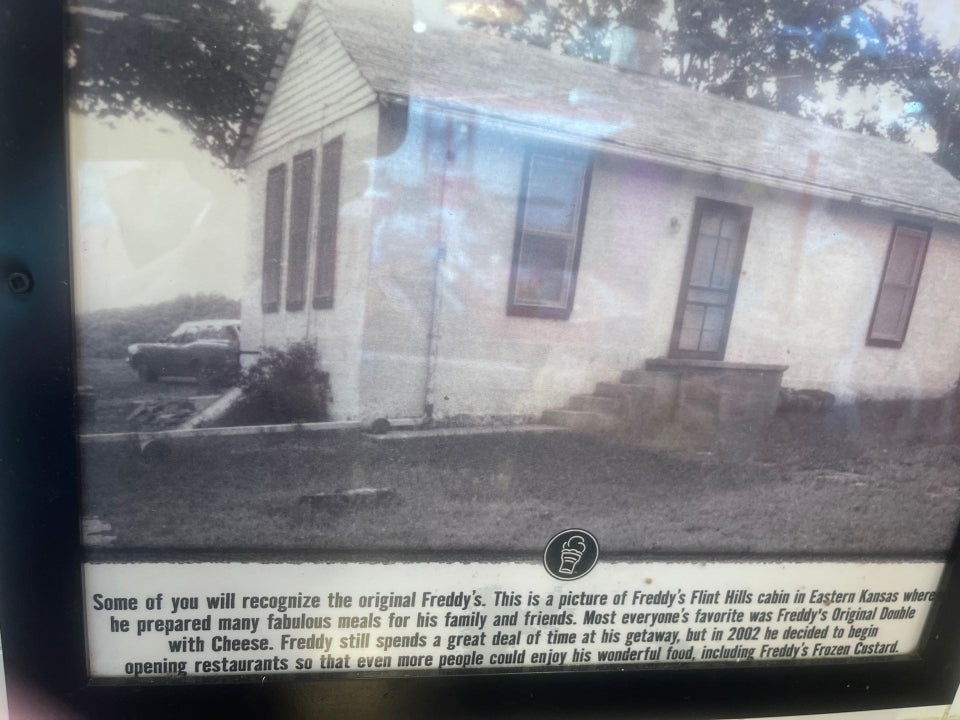 Some of you will recognize the original Freddy's. This is a picture of Freddy's Flint Hills cabin in Eastern Kansas where
he prepared many fabulous meals for his family and friends. Most everyone's favorite was Freddy's Original Double
with Cheese. Freddy still spends a great deal of time at his getaway, but in 2002 he decided to begin
opening restaurants so that even more people could enjoy his wonderful food, including Freddy's Frozen Custard.